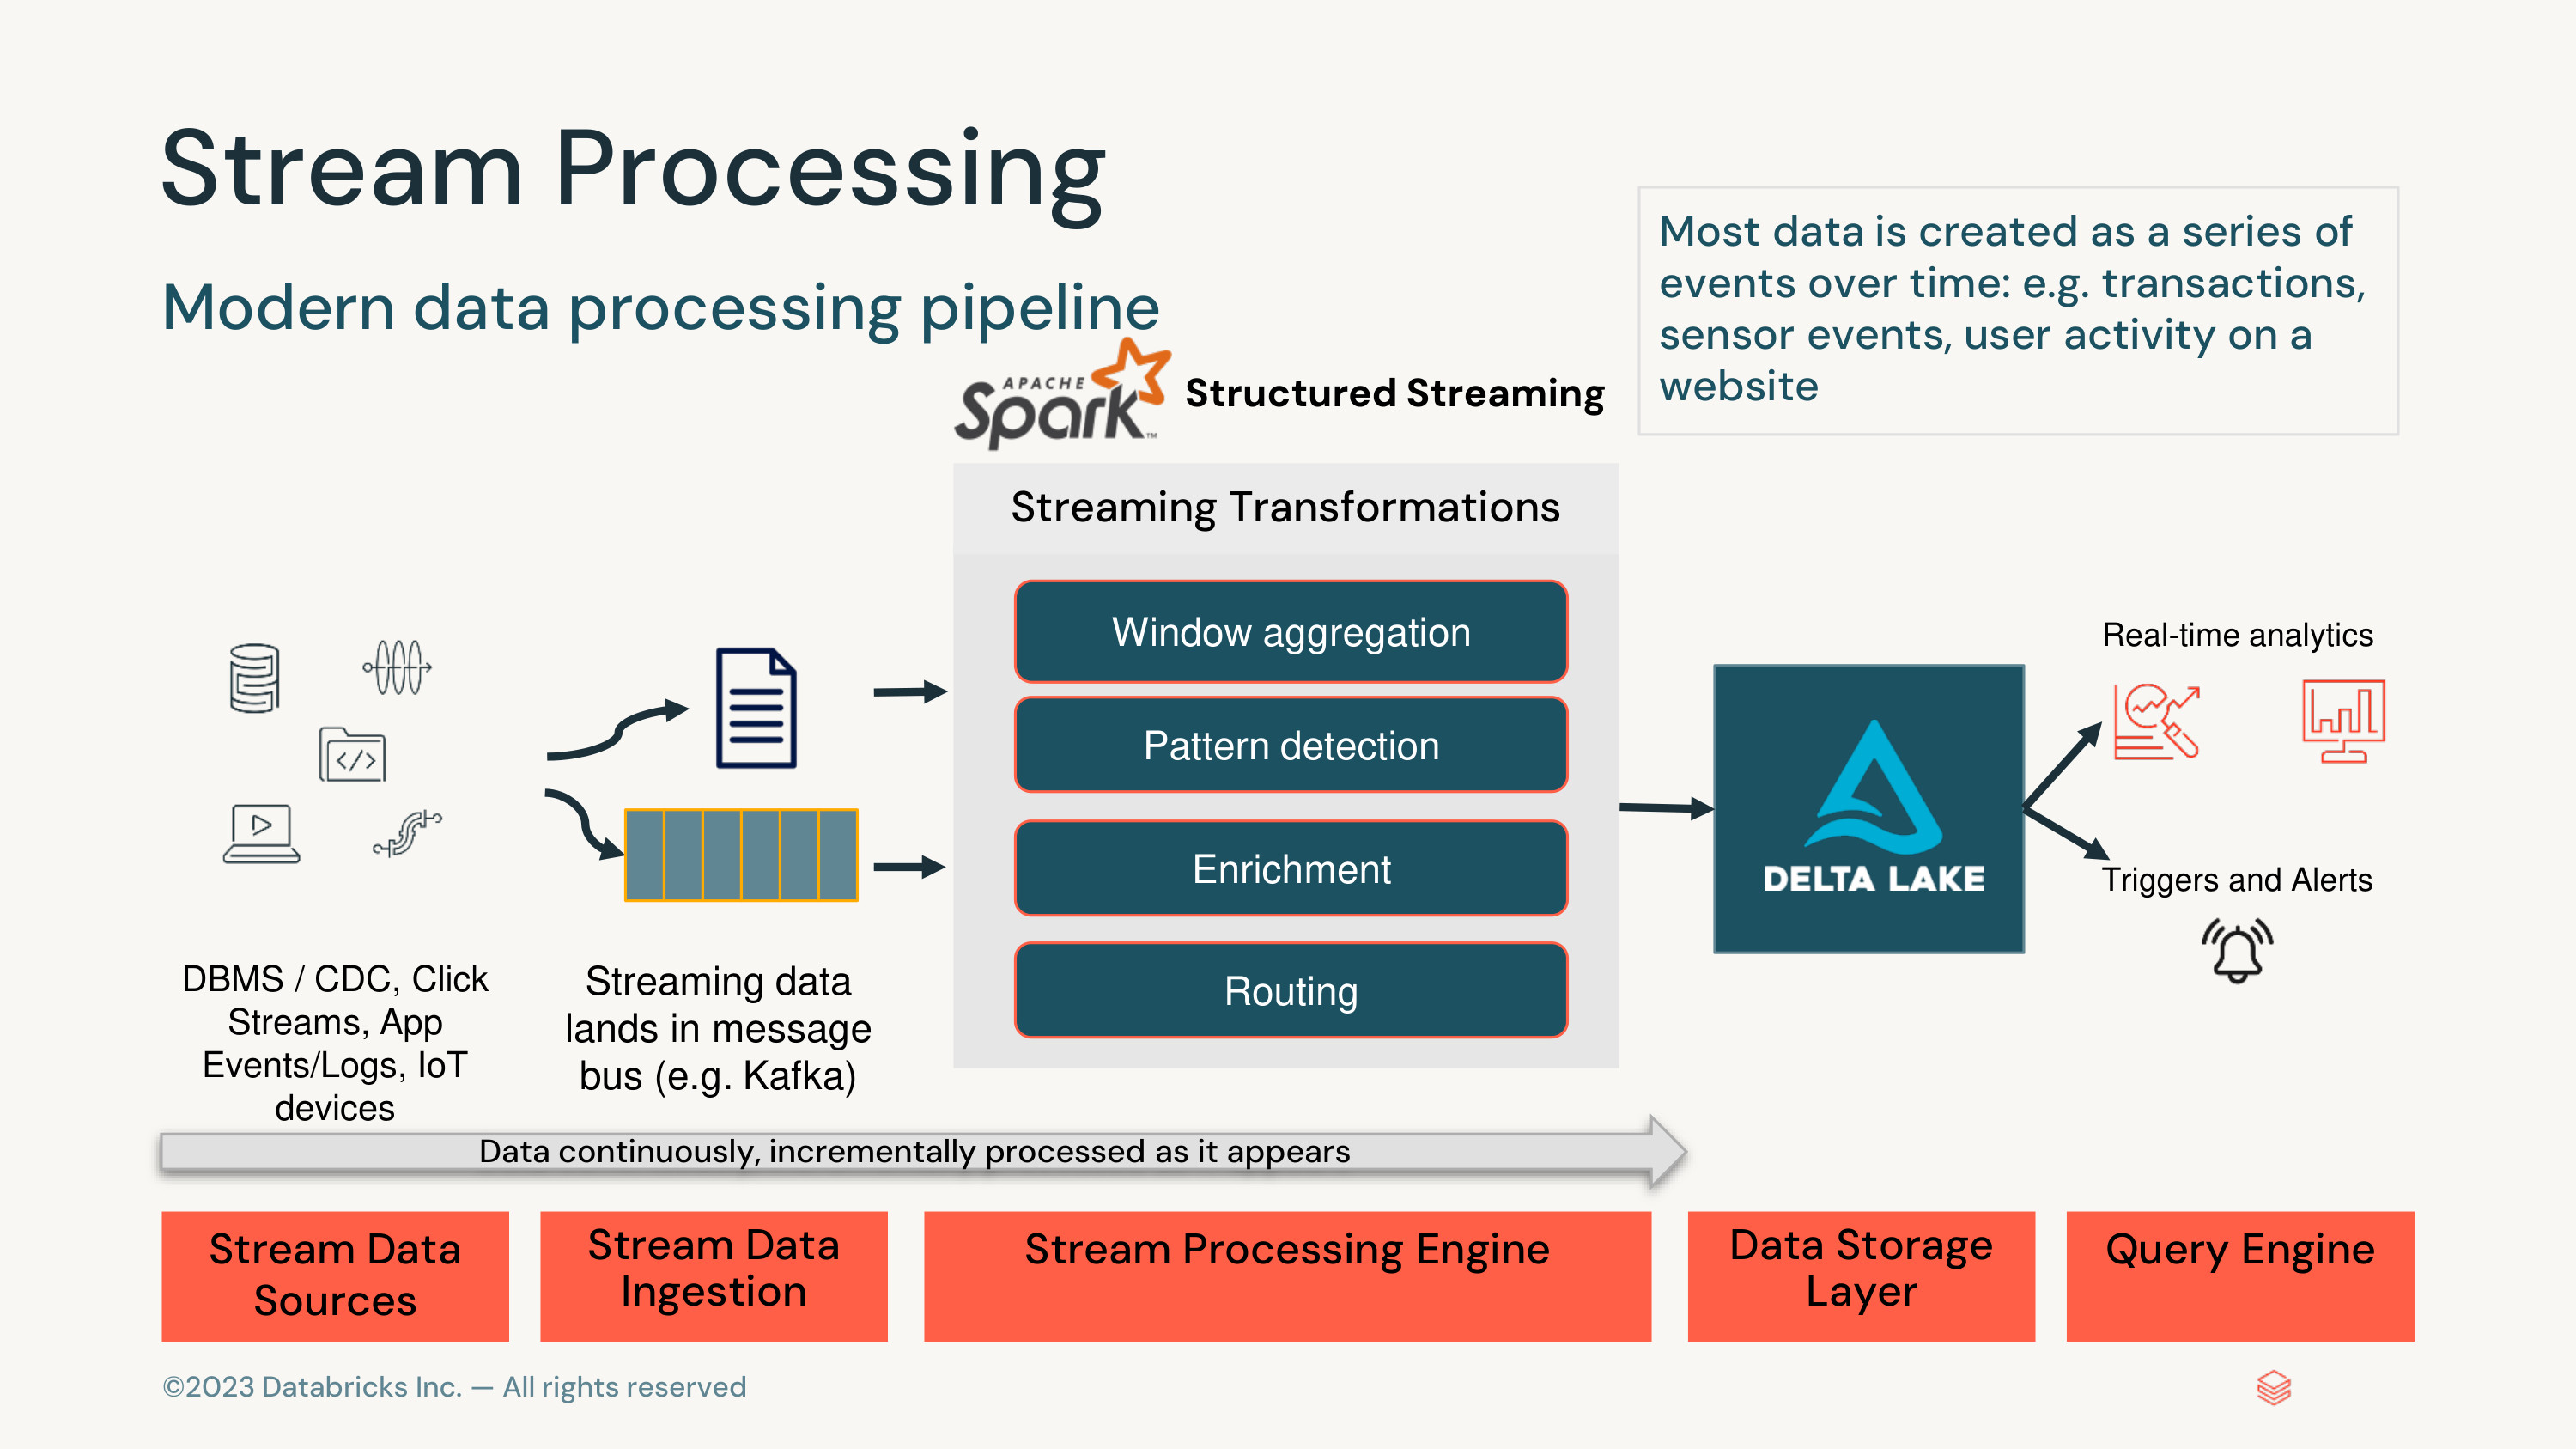 Stream Processing
Modern data processing pipeline
Most data is created as a series of
events over time: e.g. transactions,
sensor events, user activity on a
website
APACHE
Spark™
Structured Streaming
Streaming Transformations
Window aggregation
Pattern detection
Enrichment
Routing
</>
DELTA LAKE
Real-time analytics
Triggers and Alerts
DBMS / CDC, Click
Streams, App
Events/Logs, IoT
devices
Streaming data
lands in message
bus (e.g. Kafka)
Data continuously, incrementally processed as it appears
Stream Data
Sources
Stream Data
Ingestion
Stream Processing Engine
Data Storage
Layer
Query Engine
©2023 Databricks Inc. — All rights reserved